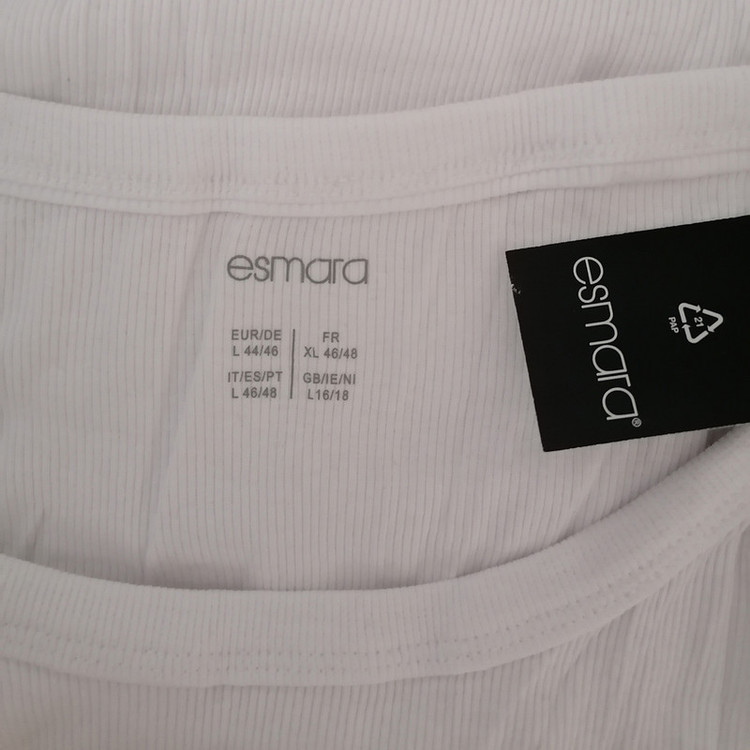 esmara
EUR/DE
L 44/46
FR
XL 46/48
IT/ES/PT
L 46/48
GB/IE/NI
L16/18
esmara®
21
PAP